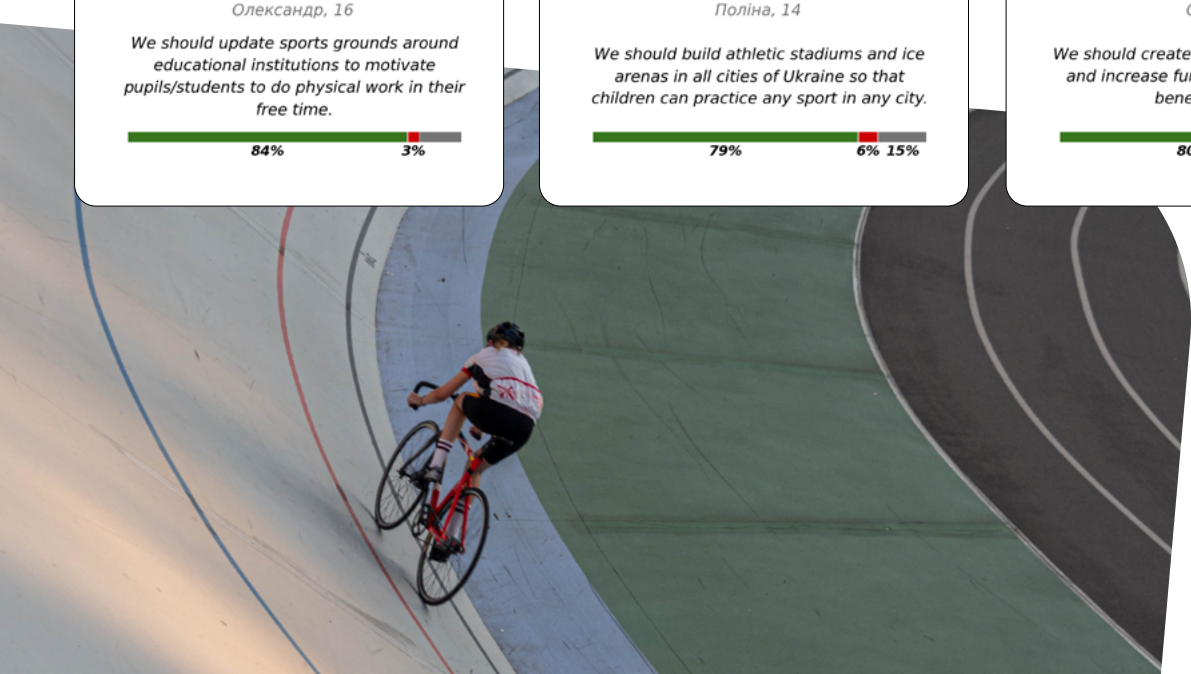 Олександр, 16
We should update sports grounds around
educational institutions to motivate
pupils/students to do physical work in their
free time.
84%
3%
Поліна, 14
We should build athletic stadiums and ice
arenas in all cities of Ukraine so that
children can practice any sport in any city.
79%
6% 15%
We should create
and increase